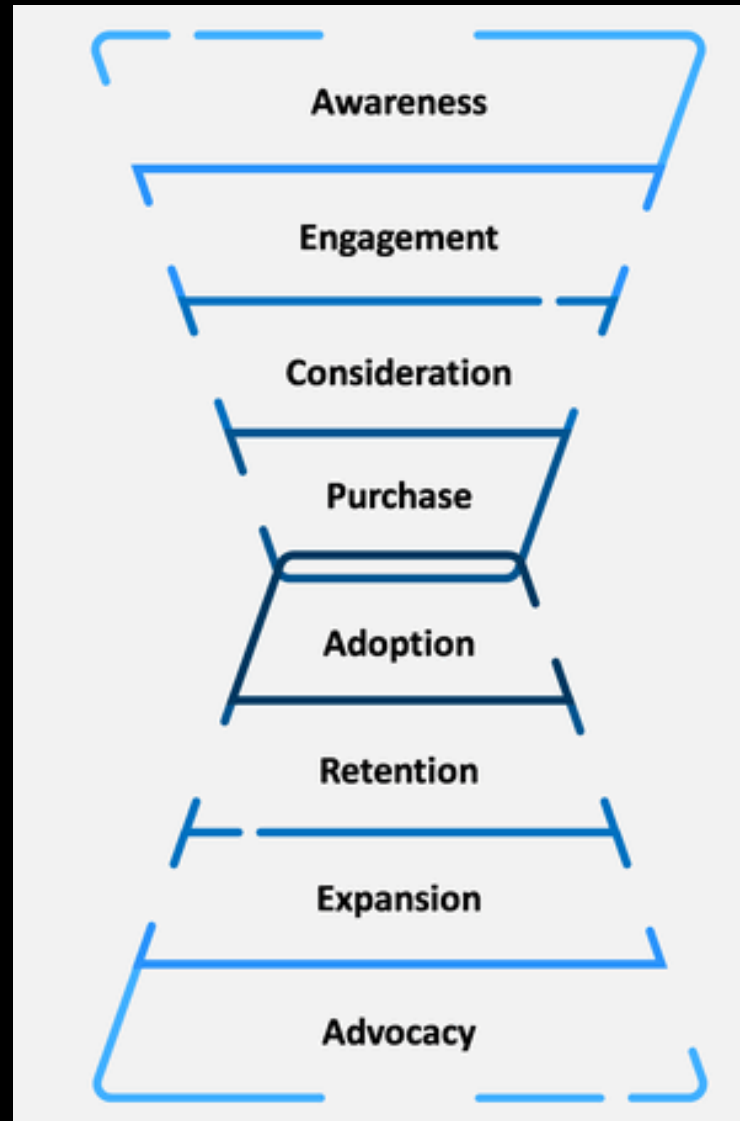 Awareness
Engagement
Consideration
Purchase
Adoption
Retention
Expansion
Advocacy